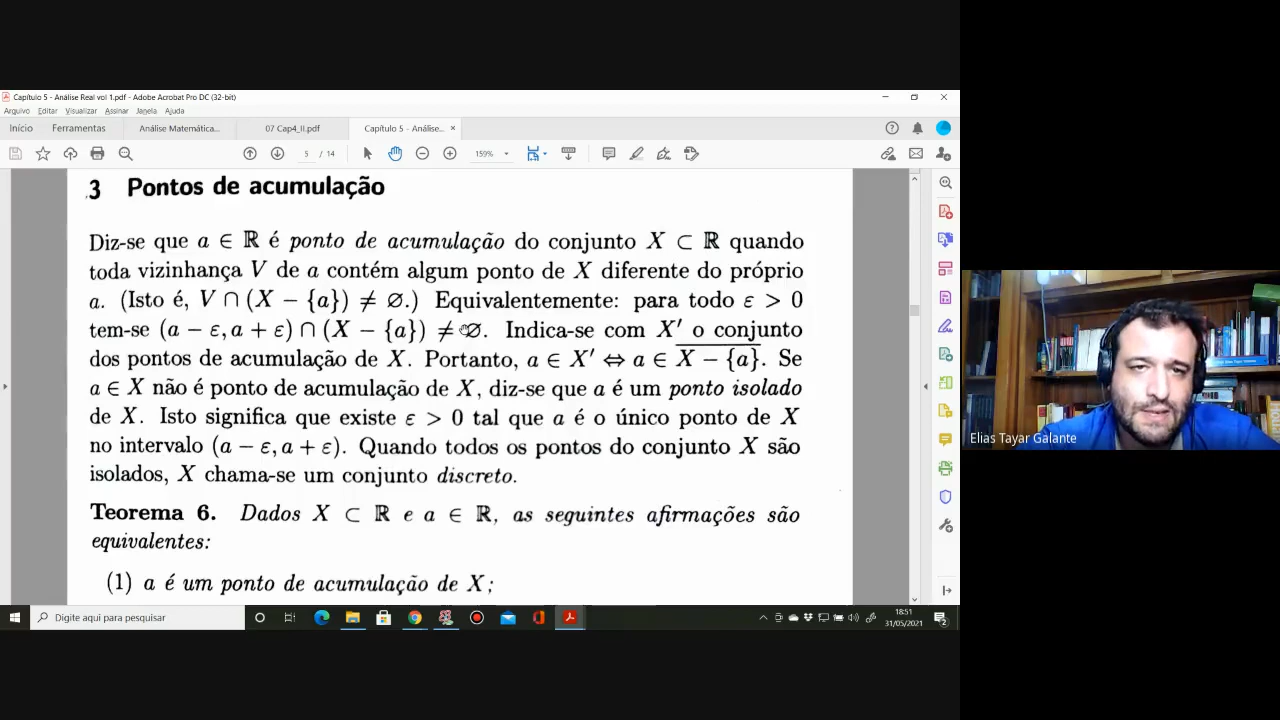 Capítulo 5 - Análise Real vol 1.pdf - Adobe Acrobat Pro DC (32-bit)
Arquivo Editar Visualizar Assinar Janela Ajuda
Início Ferramentas Análise Matemática... 07 Cap4_II.pdf Capítulo 5 - Análise... ×
5 / 14 159%
3 Pontos de acumulação
Diz-se que a ∈ ℝ é ponto de acumulação do conjunto X ⊂ ℝ quando
toda vizinhança V de a contém algum ponto de X diferente do próprio
a. (Isto é, V ∩ (X − {a}) ≠ ∅.) Equivalentemente: para todo ε > 0
tem-se (a − ε, a + ε) ∩ (X − {a}) ≠ ∅. Indica-se com X′ o conjunto
dos pontos de acumulação de X. Portanto, a ∈ X′ ⇔ a ∈ X̅ ̅−̅ ̅{̅a̅}̅. Se
a ∈ X não é ponto de acumulação de X, diz-se que a é um ponto isolado
de X. Isto significa que existe ε > 0 tal que a é o único ponto de X
no intervalo (a − ε, a + ε). Quando todos os pontos do conjunto X são
isolados, X chama-se um conjunto discreto.
Teorema 6. Dados X ⊂ ℝ e a ∈ ℝ, as seguintes afirmações são
equivalentes:
(1) a é um ponto de acumulação de X;
Elias Tayar Galante
Digite aqui para pesquisar
18:51
31/05/2021